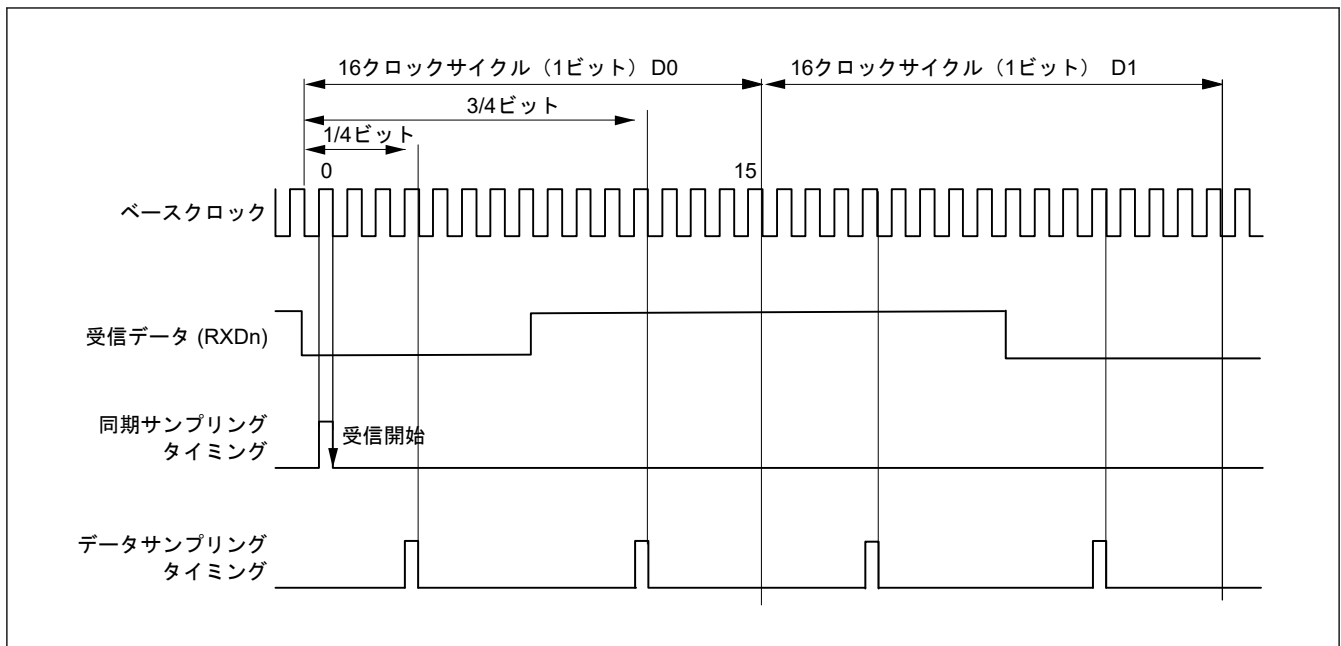 16クロックサイクル（1ビット）D0
16クロックサイクル（1ビット） D1
3/4ビット
1/4ビット
0
15
ベースクロック
受信データ (RXDn)
同期サンプリング
タイミング
受信開始
データサンプリング
タイミング